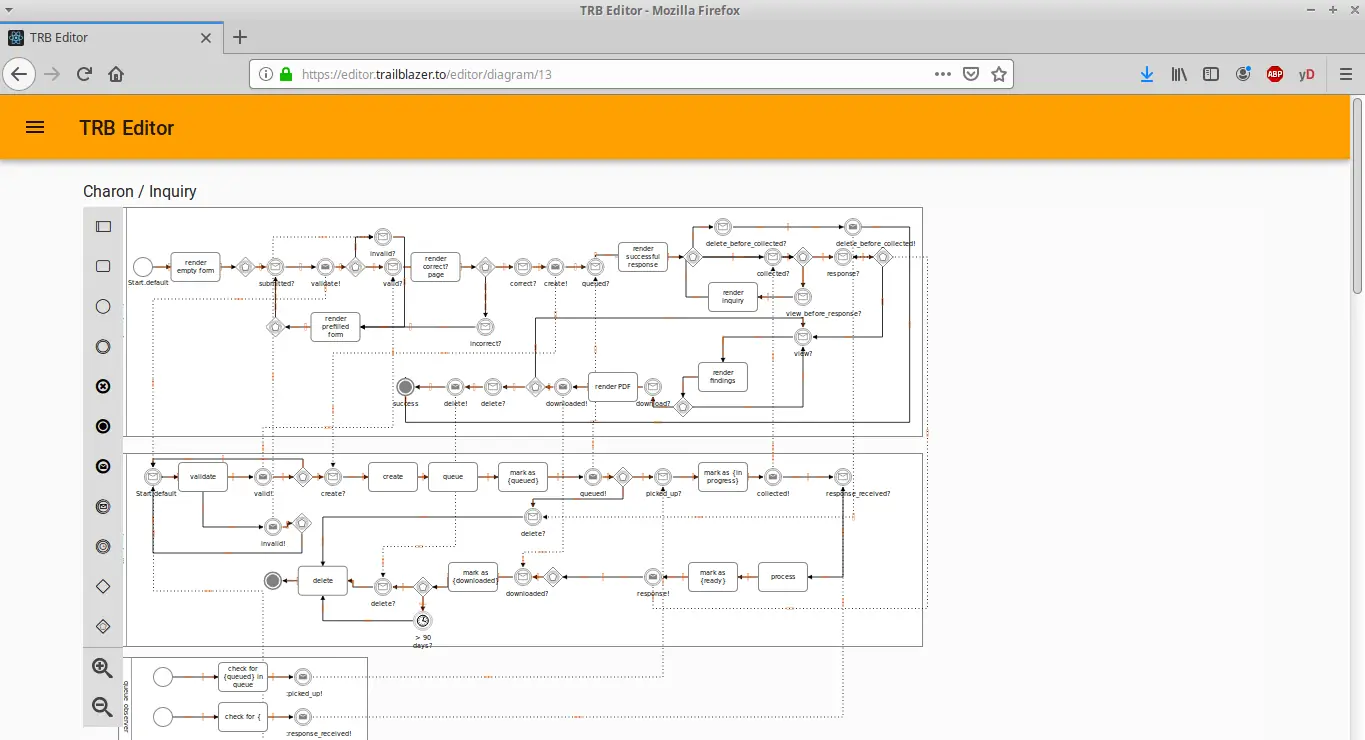 TRB Editor - Mozilla Firefox
TRB Editor
https://editor.trailblazer.to/editor/diagram/13
ABP
yD
TRB Editor
Charon / Inquiry
delete_before_collected?
delete_before_collected!
invalid?
render
empty form
render
correct?
page
render
successful
response
Start.default
submitted?
validate!
valid?
correct?
create!
queued?
collected?
response?
render
inquiry
view_before_response?
render
prefilled
form
incorrect?
view?
render
findings
render PDF
success
delete!
delete?
downloaded!
download?
validate
create
queue
mark as
{queued}
mark as {in
progress}
Start.default
valid!
create?
queued!
picked_up?
collected!
response_received?
invalid!
delete?
delete
mark as
{downloaded}
mark as
{ready}
process
delete?
downloaded?
response!
> 90
days?
check for
{queued} in
queue
:picked_up!
queue observer
check for {
:response_received!